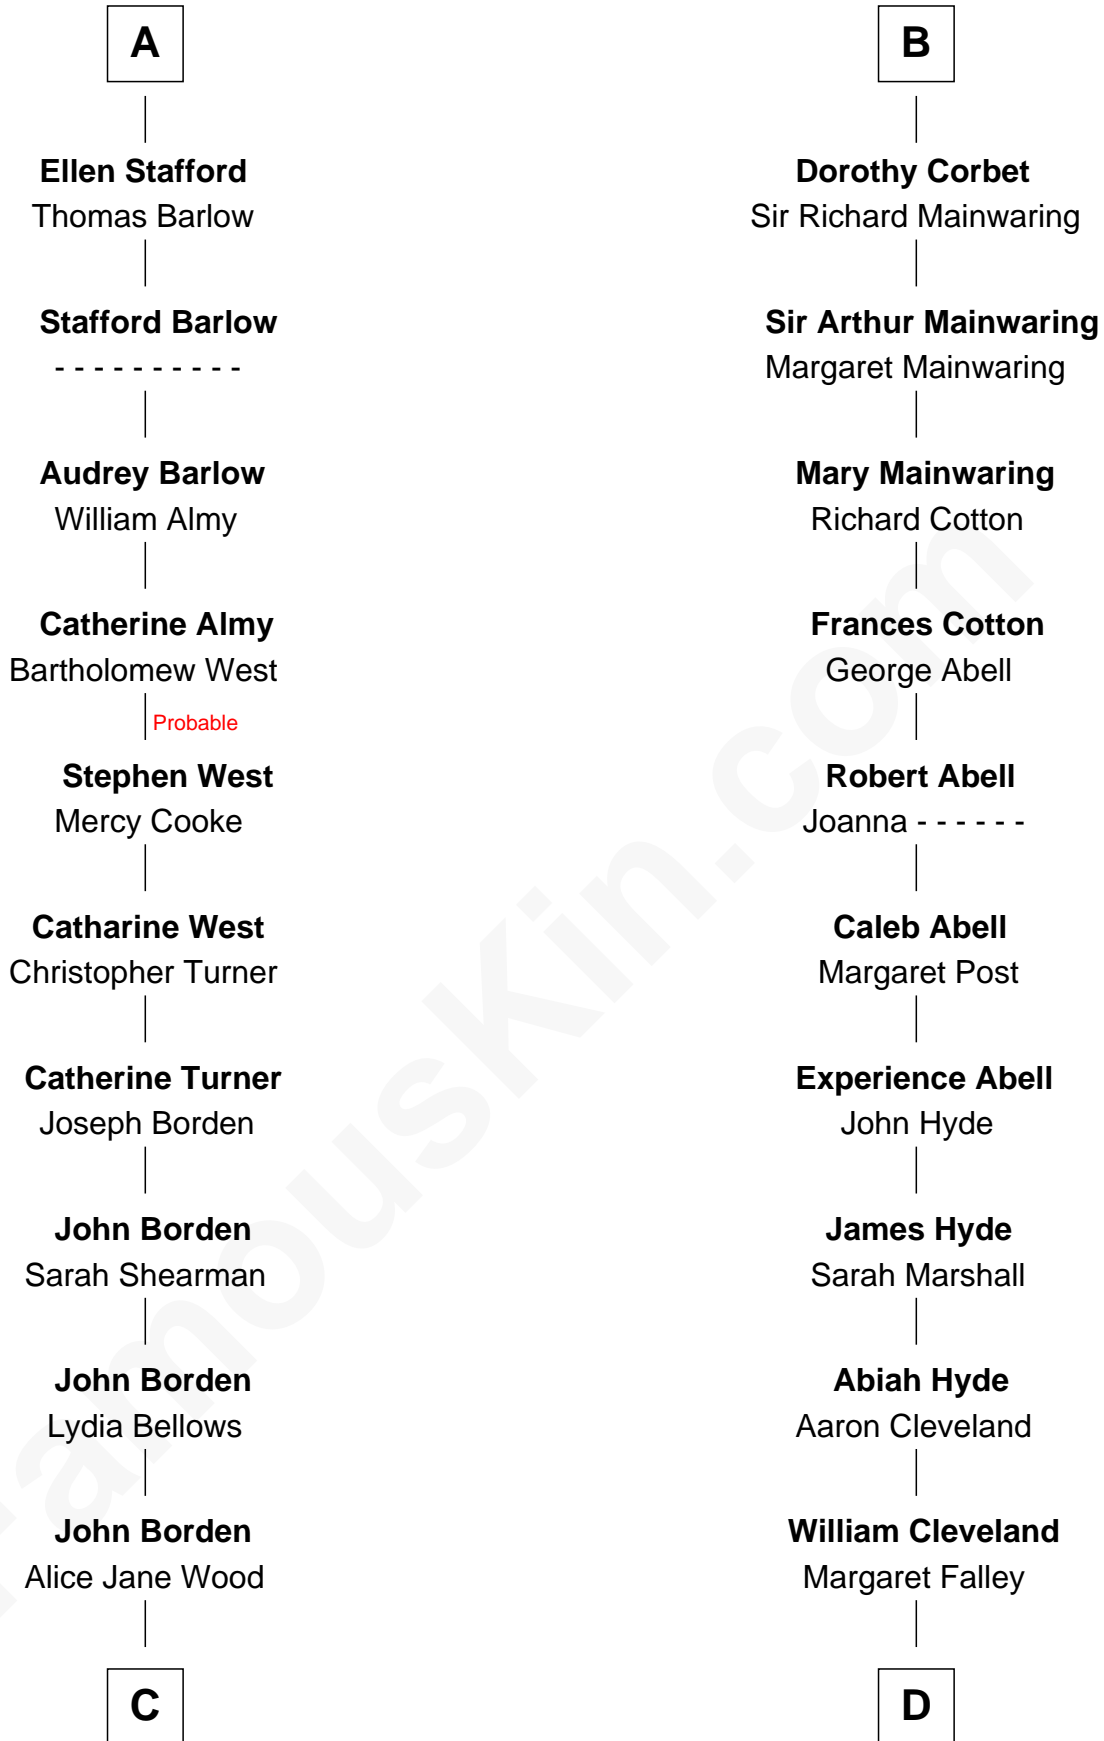 A
Ellen Stafford
Thomas Barlow
Stafford Barlow
- - - - - - - - - -
Audrey Barlow
William Almy
Catherine Almy
Bartholomew West
Probable
Stephen West
Mercy Cooke
Catharine West
Christopher Turner
Catherine Turner
Joseph Borden
John Borden
Sarah Shearman
John Borden
Lydia Bellows
John Borden
Alice Jane Wood
C
B
Dorothy Corbet
Sir Richard Mainwaring
Sir Arthur Mainwaring
Margaret Mainwaring
Mary Mainwaring
Richard Cotton
Frances Cotton
George Abell
Robert Abell
Joanna - - - - - -
Caleb Abell
Margaret Post
Experience Abell
John Hyde
James Hyde
Sarah Marshall
Abiah Hyde
Aaron Cleveland
William Cleveland
Margaret Falley
D
FamousKin.com